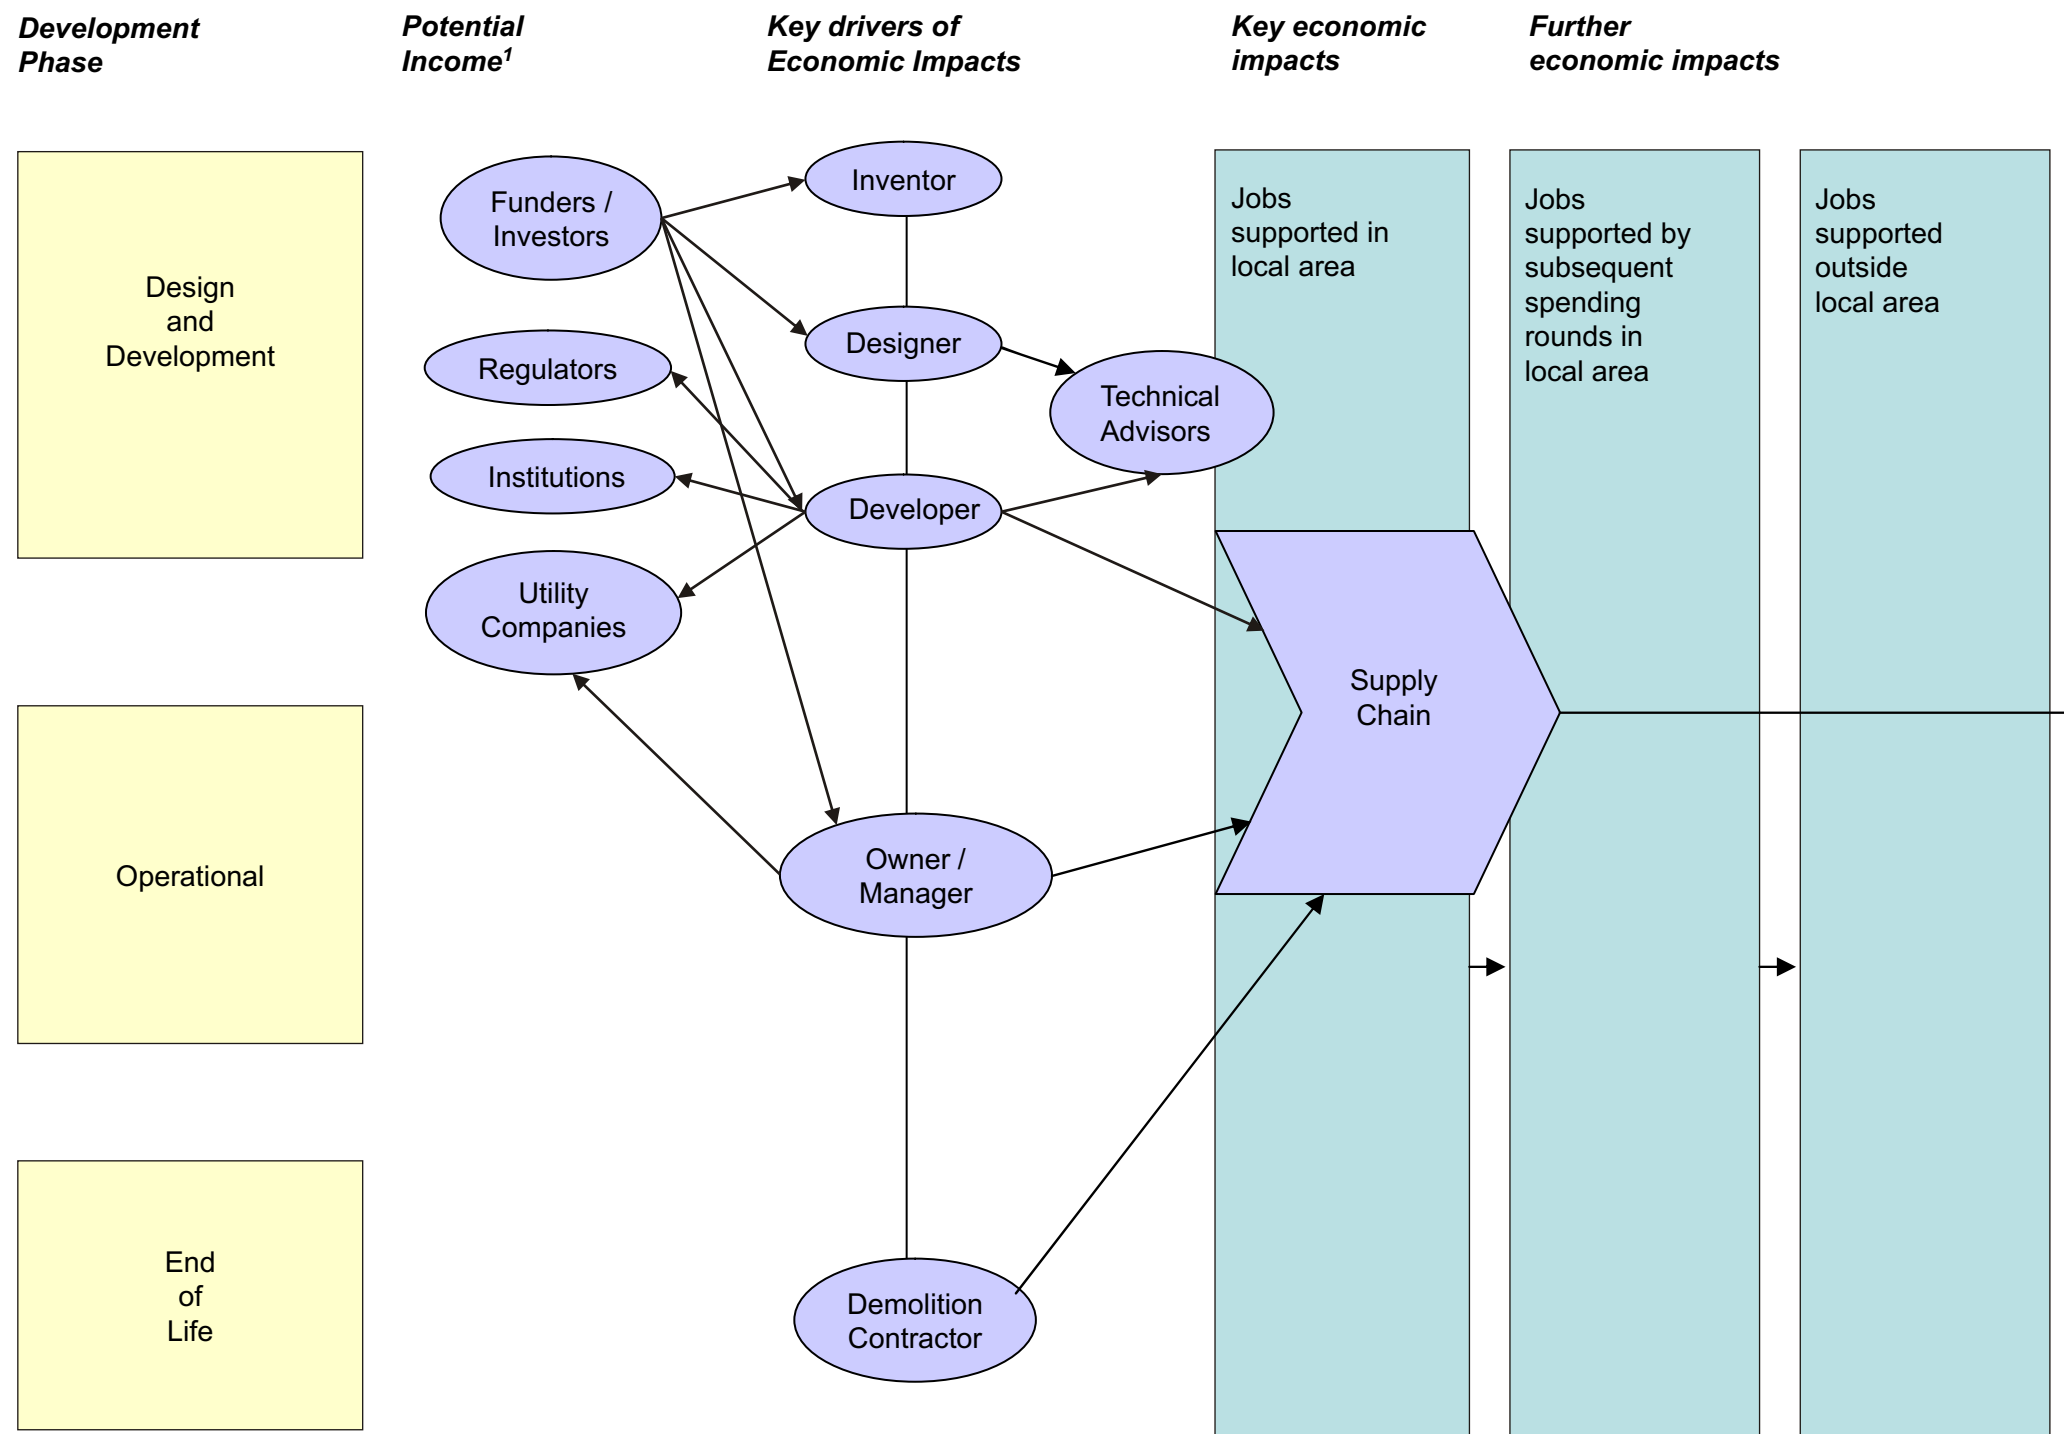 Development
Phase
Potential
Income1
Key drivers of
Economic Impacts
Key economic
impacts
Further
economic impacts
Design
and
Development
Funders /
Investors
Regulators
Institutions
Utility
Companies
Inventor
Designer
Developer
Technical
Advisors
Jobs
supported in
local area
Jobs
supported by
subsequent
spending
rounds in
local area
Jobs
supported
outside
local area
Supply
Chain
Operational
Owner /
Manager
End
of
Life
Demolition
Contractor